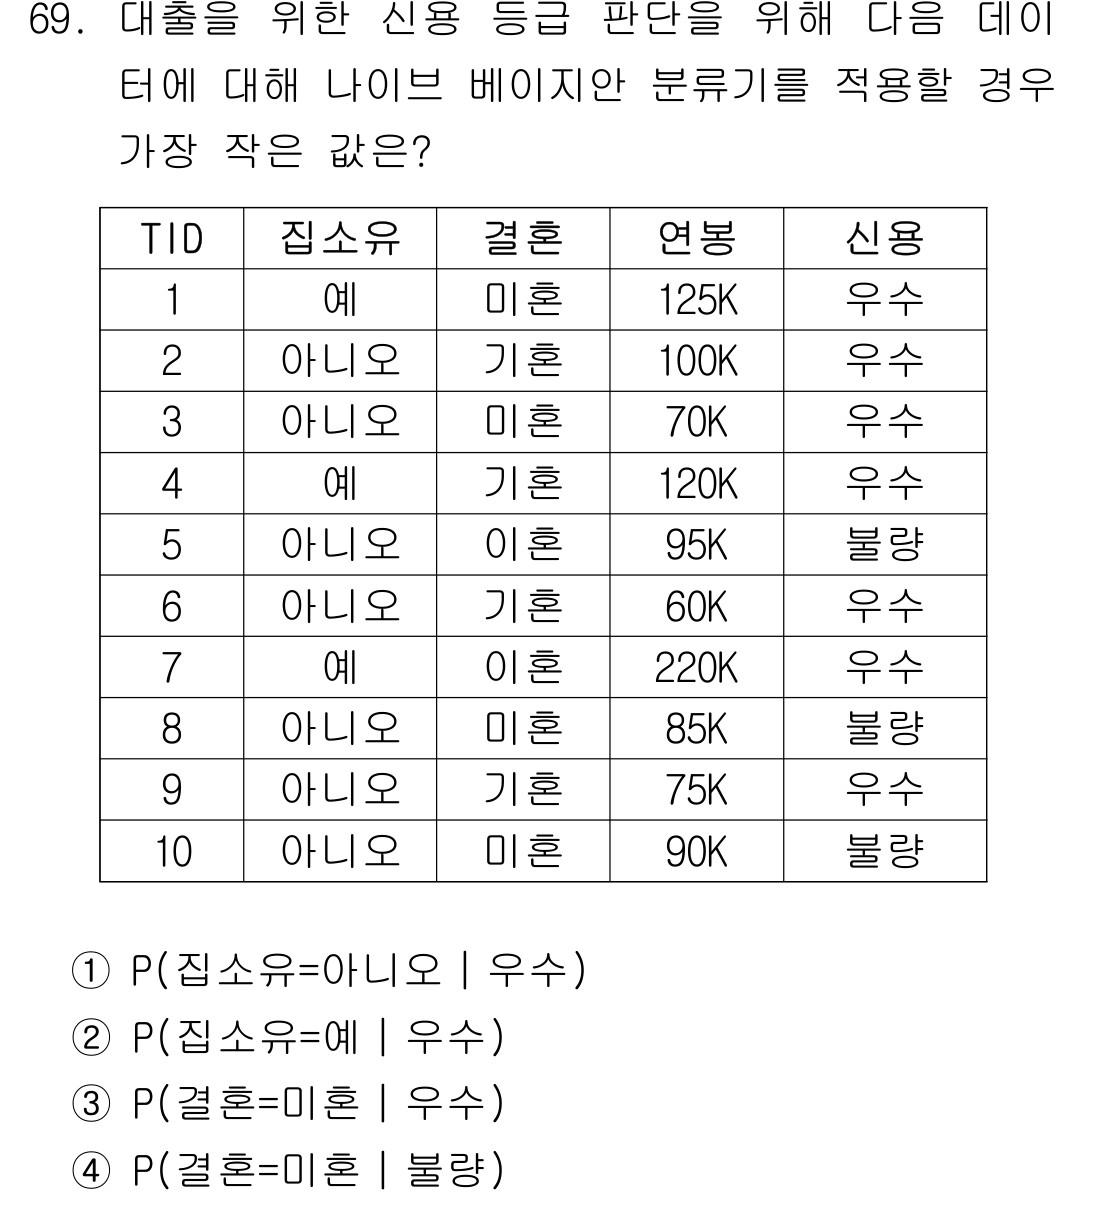 69. 대출을 위한 신용 등급 판단을 위해 다음 데이
터에 대해 나이브 베이지안 분류기를 적용할 경우
가장 작은 값은?
TID 집소유 결혼 연봉 신용
1 예 미혼 125K 우수
2 아니오 기혼 100K 우수
3 아니오 미혼 70K 우수
4 예 기혼 120K 우수
5 아니오 이혼 95K 불량
6 아니오 기혼 60K 우수
7 예 이혼 220K 우수
8 아니오 미혼 85K 불량
9 아니오 기혼 75K 우수
10 아니오 미혼 90K 불량
① P(집소유=아니오 | 우수)
② P(집소유=예 | 우수)
③ P(결혼=미혼 | 우수)
④ P(결혼=미혼 | 불량)